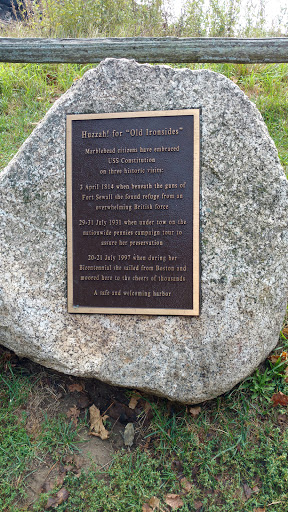 Huzzah! for "Old Ironsides"
Marblehead citizens have embraced
USS Constitution
on three historic visits:
3 April 1814 when beneath the guns of
Fort Sewall she found refuge from an
overwhelming British force
29-31 July 1931 when under tow on the
nationwide pennies campaign tour to
assure her preservation
20-21 July 1997 when during her
Bicentennial she sailed from Boston and
moored here to the cheers of thousands
A safe and welcoming harbor